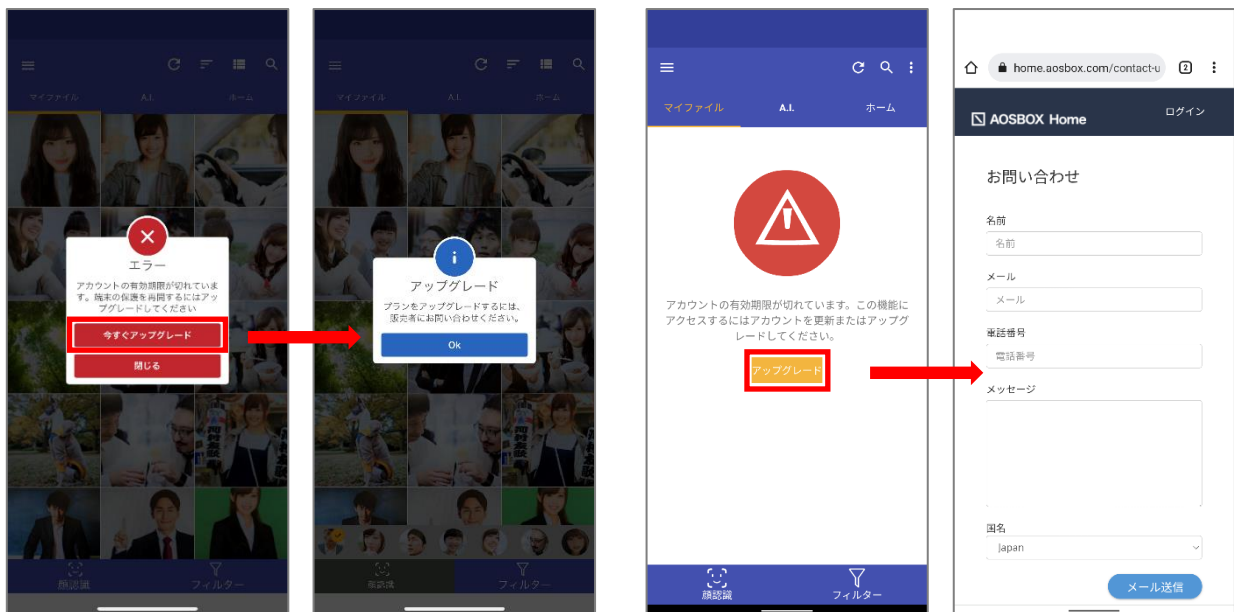 マイファイル
A.I.
ホーム
エラー
アカウントの有効期限が切れていま
す。端末の保護を再開するにはアッ
プグレードしてください
今すぐアップグレード
閉じる
顔認識
フィルター
マイファイル
A.I.
ホーム
アップグレード
プランをアップグレードするには、
販売者にお問い合わせください。
Ok
顔認識
フィルター
マイファイル
A.I.
ホーム
アカウントの有効期限が切れています。この機能に
アクセスするにはアカウントを更新またはアップグ
レードしてください。
アップグレード
顔認識
フィルター
home.aosbox.com/contact-u
2
AOSBOX Home
ログイン
お問い合わせ
名前
名前
メール
メール
電話番号
電話番号
メッセージ
国名
Japan
メール送信